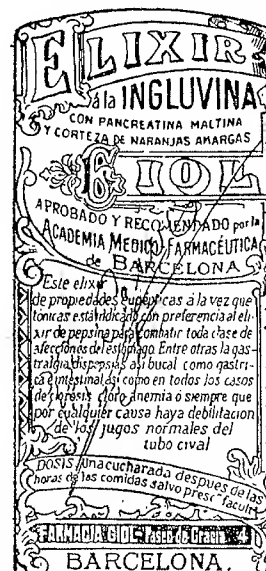 ELIXIR
á la INGLUVINA
CON PANCREATINA MALTINA
Y CORTEZA DE NARANJAS AMARGAS
GIOL
APROBADO Y RECOMENDADO por la
ACADEMIA MEDICO-FARMACÉUTICA
de BARCELONA
Este elixir
de propiedades eupépticas á la vez que
tónicas está indicado con preferencia al eli-
xir de pepsina para combatir toda clase de
afecciones del estómago Entre otras la gas-
tralgia dispepsias así bucal como gástri-
ca é intestinal así como en todos los casos
de clorosis cloro anemia ó siempre que
por cualquier causa haya debilitacion
de los jugos normales del
tubo cival
DOSIS Una cucharada despues de las
horas de las comidas salvo presc. facult
FARMACIA GIOL Paseo de Gracia 4
BARCELONA.